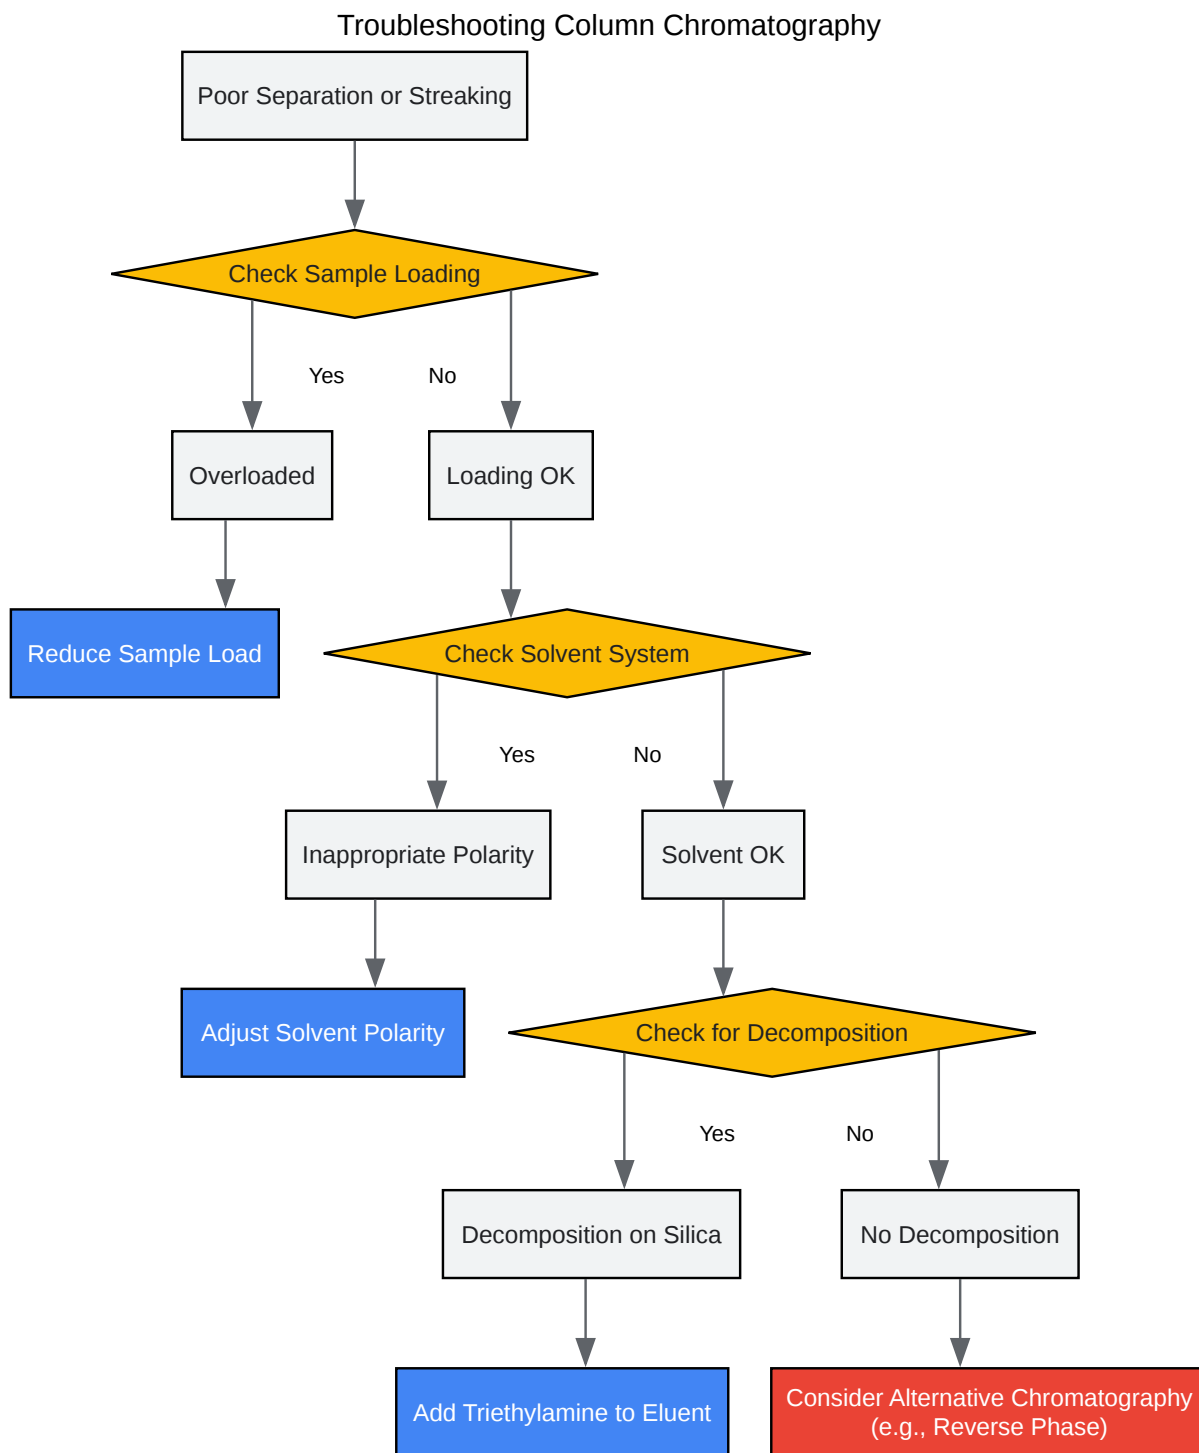 Troubleshooting Column Chromatography
Poor Separation or Streaking
Check Sample Loading
Yes
No
Overloaded
Loading OK
Reduce Sample Load
Check Solvent System
Yes
No
Inappropriate Polarity
Solvent OK
Adjust Solvent Polarity
Check for Decomposition
Yes
No
Decomposition on Silica
No Decomposition
Add Triethylamine to Eluent
Consider Alternative Chromatography
(e.g., Reverse Phase)